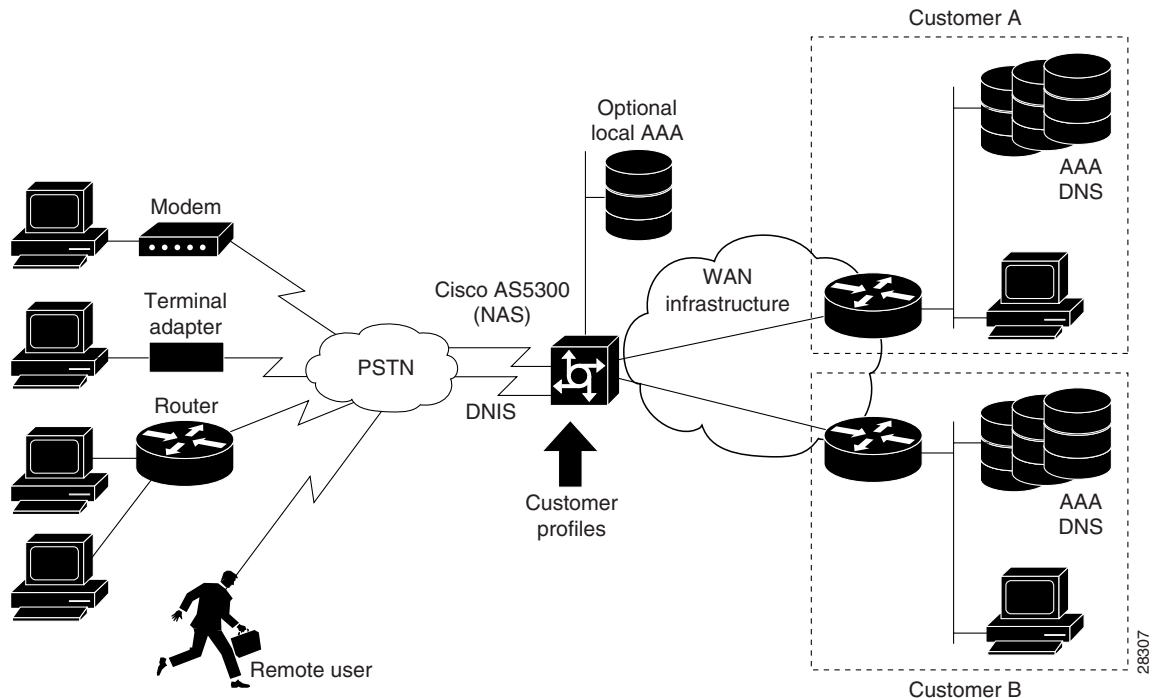 Customer A
Optional
local AAA
AAA
DNS
Modem
Cisco AS5300
(NAS)
WAN
infrastructure
Terminal
adapter
PSTN
Router
DNIS
Customer
profiles
AAA
DNS
Remote user
Customer B
28307